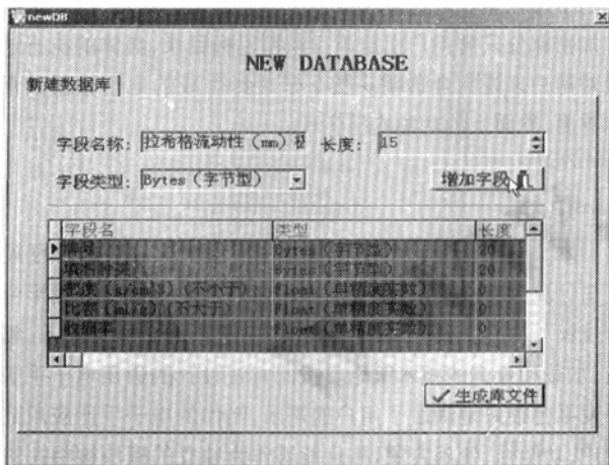 newDB
NEW DATABASE
新建数据库
字段名称: 拉希格流动性 (mm) 长度: 15
字段类型: Bytes (字节型) 增加字段
字段名 类型 长度
编号 Bytes (字节型) 20
填料种类 Bytes (字节型) 20
密度 (g/cm^3) (不小于) Float (单精度实数) 0
比容 (ml/g) (不大于) Float (单精度实数) 0
收缩率 Float (单精度实数) 0
生成库文件